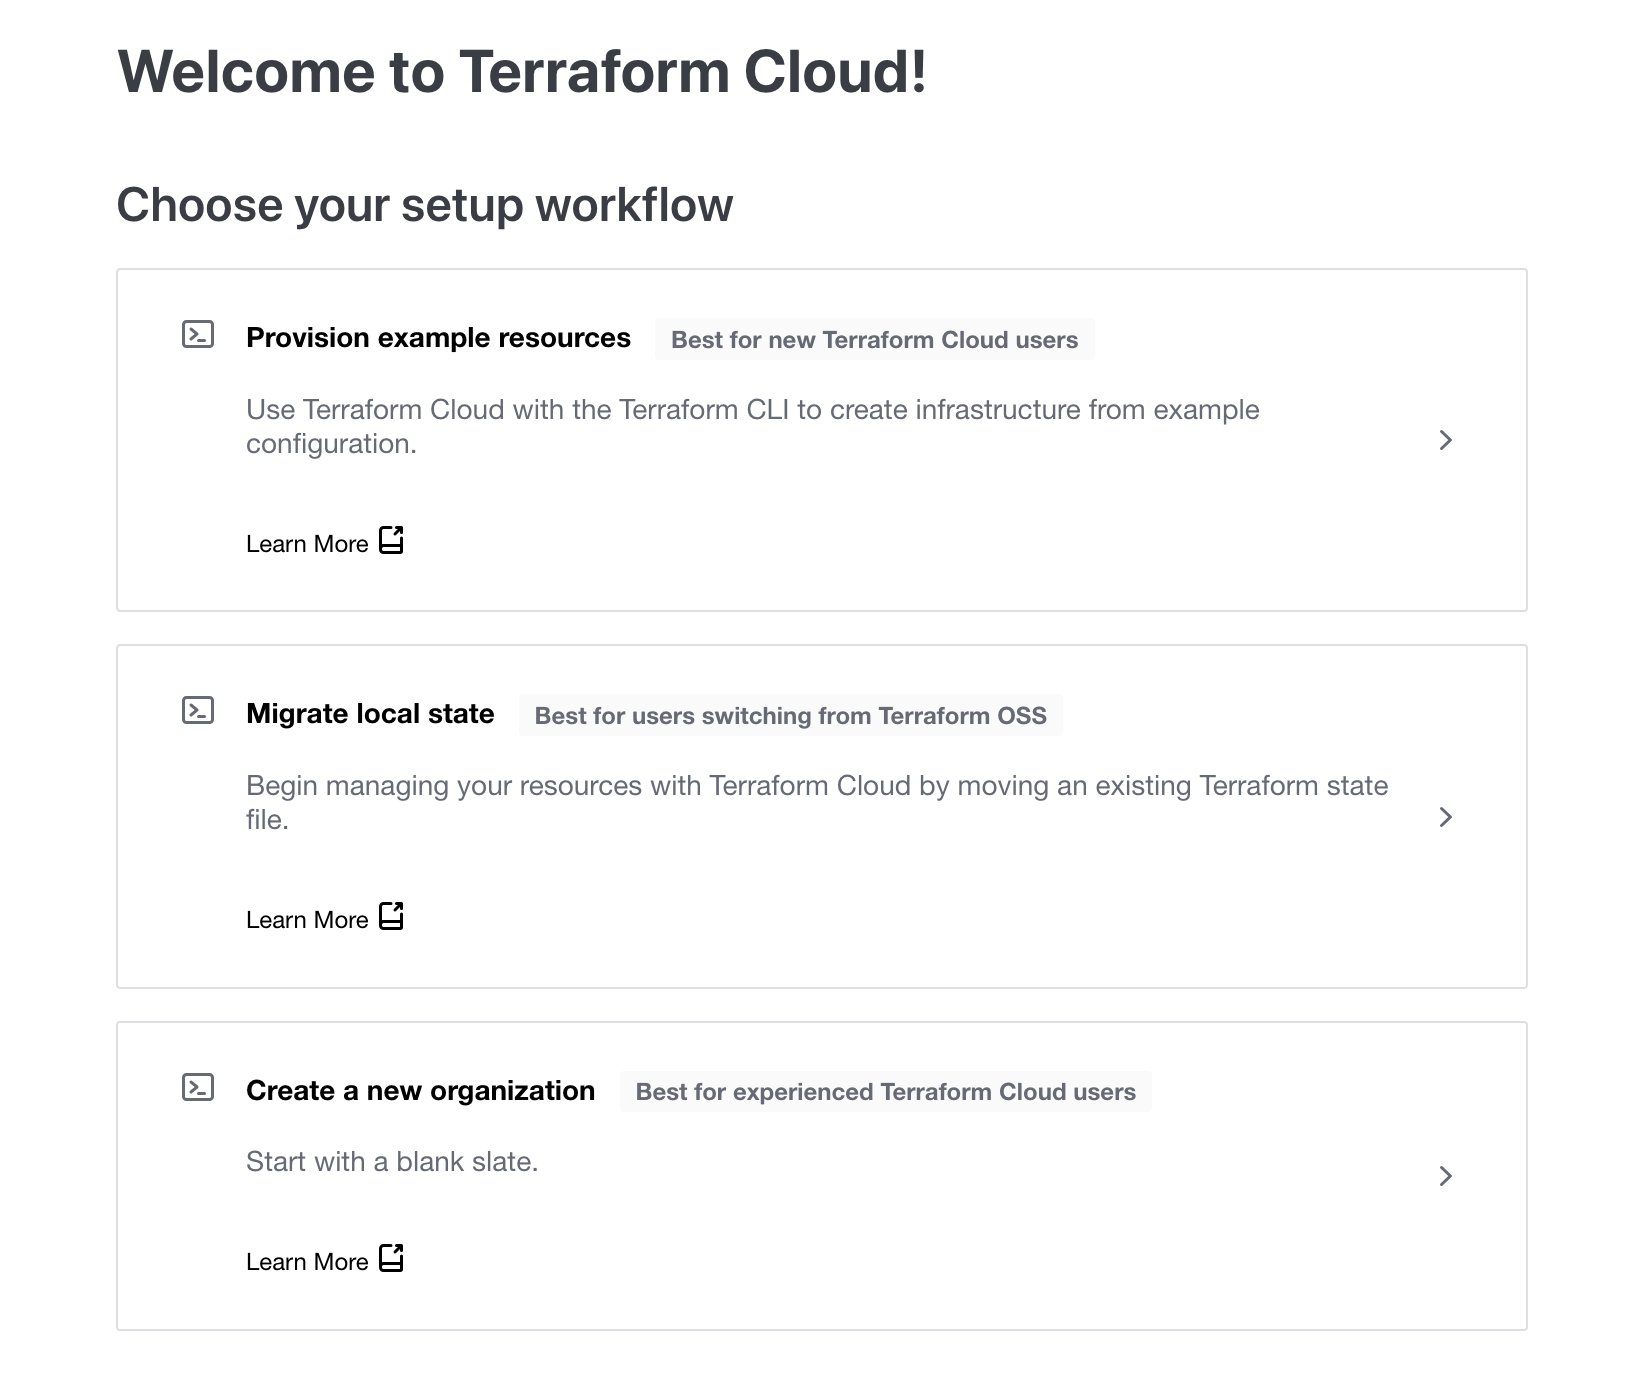 Welcome to Terraform Cloud!
Choose your setup workflow
Provision example resources Best for new Terraform Cloud users
Use Terraform Cloud with the Terraform CLI to create infrastructure from example
configuration.
Learn More
Migrate local state Best for users switching from Terraform OSS
Begin managing your resources with Terraform Cloud by moving an existing Terraform state
file.
Learn More
Create a new organization Best for experienced Terraform Cloud users
Start with a blank slate.
Learn More